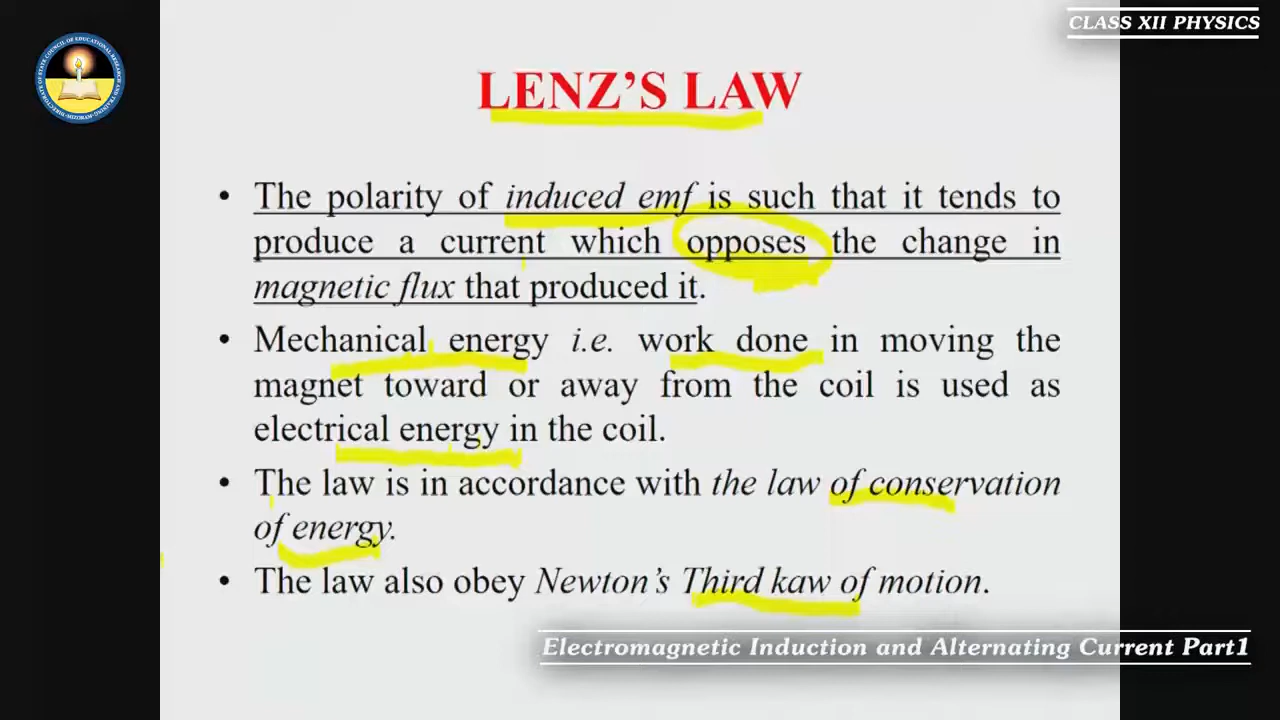 CLASS XII PHYSICS
LENZ’S LAW
• The polarity of induced emf is such that it tends to
produce a current which opposes the change in
magnetic flux that produced it.
• Mechanical energy i.e. work done in moving the
magnet toward or away from the coil is used as
electrical energy in the coil.
• The law is in accordance with the law of conservation
of energy.
• The law also obey Newton’s Third kaw of motion.
Electromagnetic Induction and Alternating Current Part1